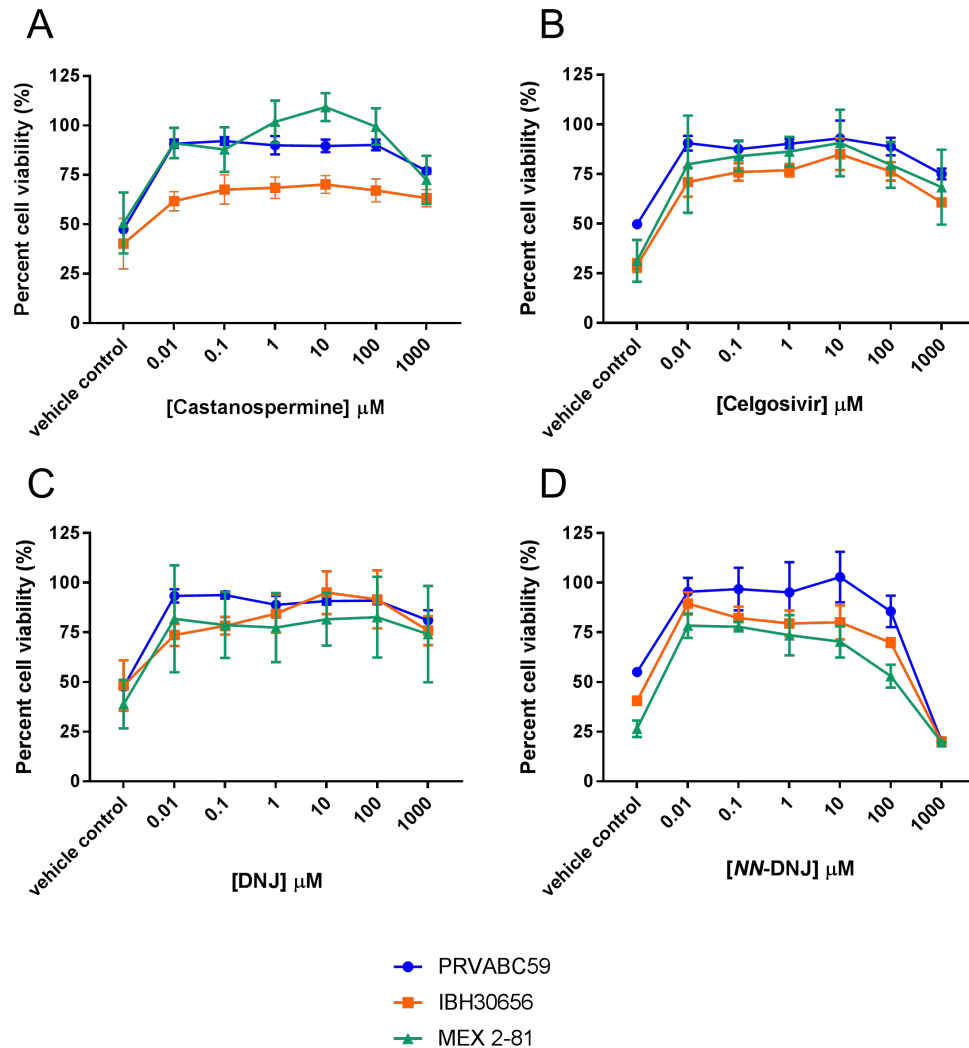 A
Percent cell viability (%)
125
100
75
50
25
0
vehicle control
0.01
0.1
1
10
100
1000
[Castanospermine] μM
B
Percent cell viability (%)
125
100
75
50
25
0
vehicle control
0.01
0.1
1
10
100
1000
[Celgosivir] μM
C
Percent cell viability (%)
125
100
75
50
25
0
vehicle control
0.01
0.1
1
10
100
1000
[DNJ] μM
D
Percent cell viability (%)
125
100
75
50
25
0
vehicle control
0.01
0.1
1
10
100
1000
[NN-DNJ] μM
PRVABC59
IBH30656
MEX 2-81